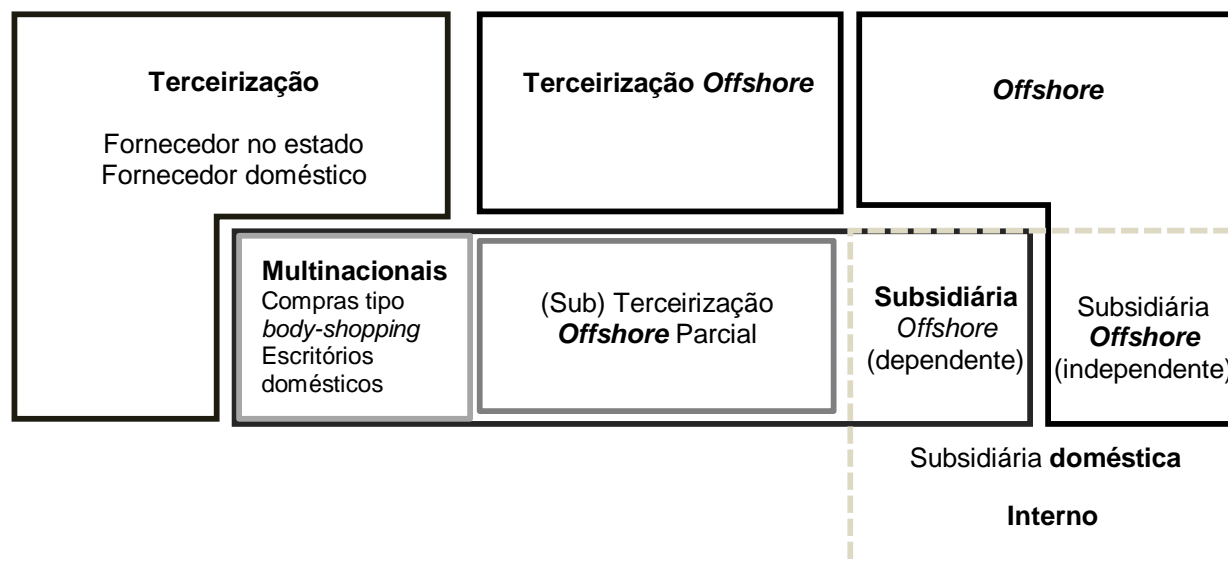 Terceirização
Fornecedor no estado
Fornecedor doméstico
Terceirização Offshore
Offshore
Multinacionais
Compras tipo
body-shopping
Escritórios
domésticos
(Sub) Terceirização
Offshore Parcial
Subsidiária
Offshore
(dependente)
Subsidiária
Offshore
(independente)
Subsidiária doméstica
Interno